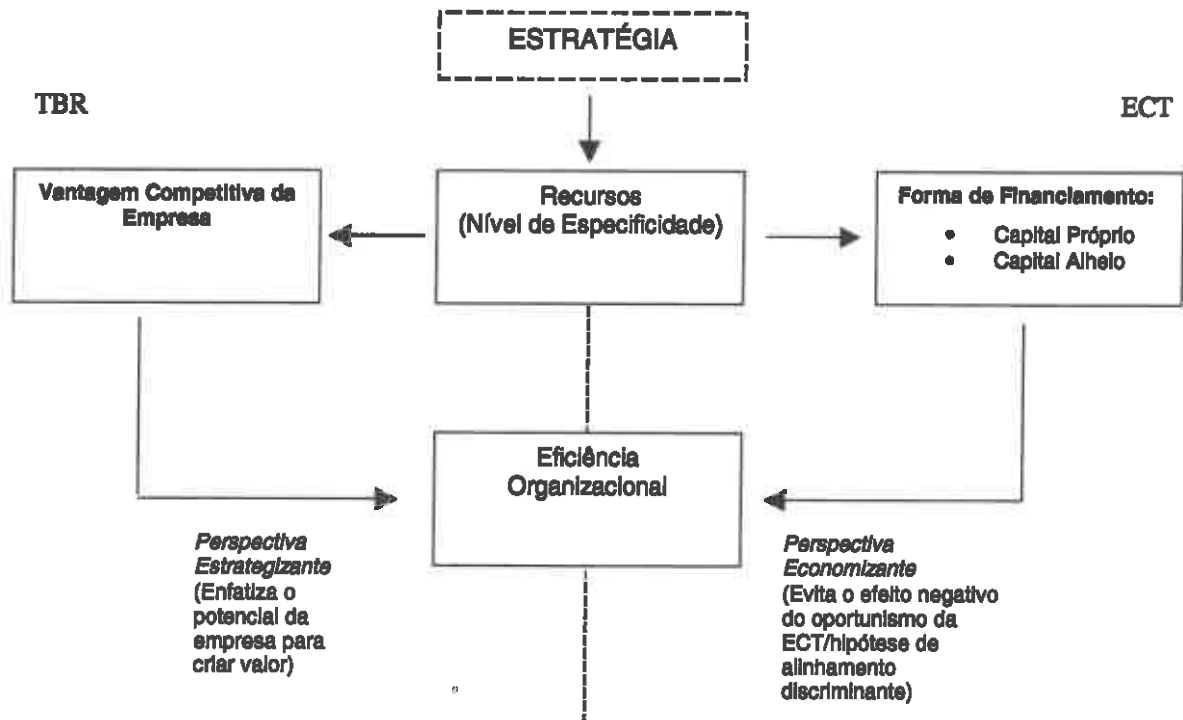 ESTRATÉGIA
TBR
ECT
Vantagem Competitiva da
Empresa
Recursos
(Nível de Especificidade)
Forma de Financiamento:
• Capital Próprio
• Capital Alheio
Eficiência
Organizacional
Perspectiva
Estrategizante
(Enfatiza o
potencial da
empresa para
criar valor)
Perspectiva
Economizante
(Evita o efeito negativo
do oportunismo da
ECT/hipótese de
alinhamento
discriminante)